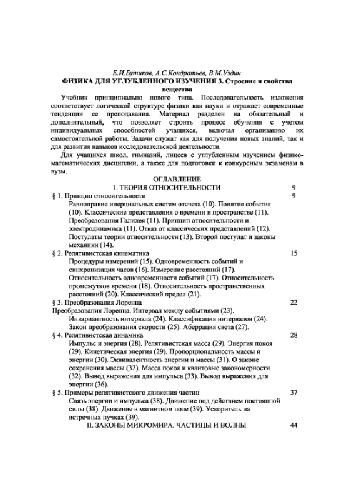 Е.И.Бутиков, А.С.Кондратьев, В.М.Уздин
ФИЗИКА ДЛЯ УГЛУБЛЕННОГО ИЗУЧЕНИЯ 3. Строение и свойства
вещества
Учебник принципиально нового типа. Последовательность изложения
соответствует логической структуре физики как науки и отражает современные
тенденции ее преподавания. Материал разделен на обязательный и
дополнительный, что позволяет строить процесс обучения с учетом
индивидуальных способностей учащихся, включая организацию их
самостоятельной работы. Задачи служат как для получения новых знаний, так и
для развития навыков исследовательской деятельности.
Для учащихся школ, гимназий, лицеев с углубленным изучением физико-
математических дисциплин, а также для подготовки к конкурсным экзаменам в
вузы.
ОГЛАВЛЕНИЕ
I. ТЕОРИЯ ОТНОСИТЕЛЬНОСТИ 9
§ 1. Принцип относительности 9
Равноправие инерциальных систем отсчета (10). Понятие события
(10). Классические представления о времени и пространстве (11).
Преобразования Галилея (11). Принцип относительности и
электродинамика (11). Отказ от классических представлений (12).
Постулаты теории относительности (13). Второй постулат и законы
механики (14).
§ 2. Релятивистская кинематика 15
Процедуры измерений (15). Одновременность событий и
синхронизация часов (16). Измерение расстояний (17).
Относительность одновременности событий (17). Относительность
промежутков времени (18). Относительность пространственных
расстояний (20). Классический предел (21).
§ 3. Преобразования Лоренца 22
Преобразования Лоренца. Интервал между событиями (23).
Инвариантность интервала (24). Классификация интервалов (24).
Закон преобразования скорости (25). Аберрация света (27).
§ 4. Релятивистская динамика 28
Импульс и энергия (28). Релятивистская масса (29). Энергия покоя
(29). Кинетическая энергия (29). Пропорциональность массы и
энергии (30). Эквивалентность энергии и массы (31). О законе
сохранения массы (32). Масса покоя и квантовые закономерности
(32). Вывод выражения для импульса (33). Вывод выражения для
энергии (36).
§ 5. Примеры релятивистского движения частиц 37
Связь энергии и импульса (38). Движение под действием постоянной
силы (38). Движение в магнитном поле (39). Ускоритель на
встречных пучках (39).
II. ЗАКОНЫ МИКРОМИРА. ЧАСТИЦЫ И ВОЛНЫ 44